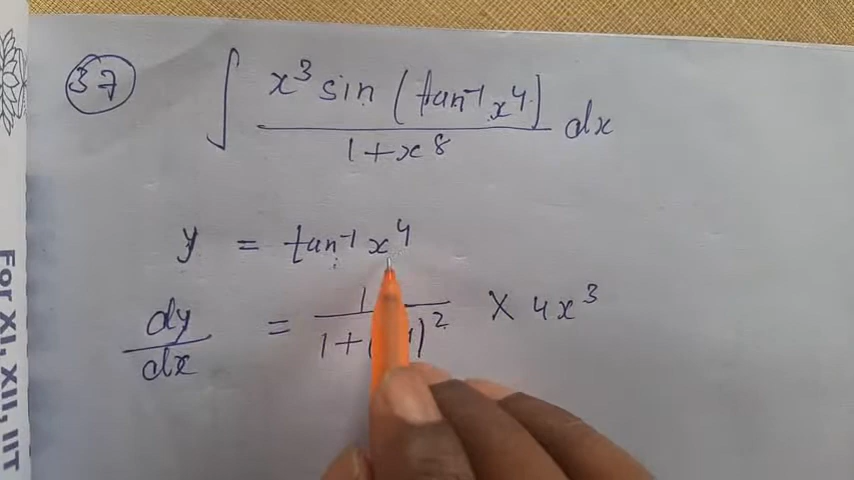 37 ∫ x³ sin (tan⁻¹ x⁴) / 1+x⁸ dx
y = tan⁻¹ x⁴
dy/dx = 1 / 1+( )² × 4x³
For XI, XII, IIT